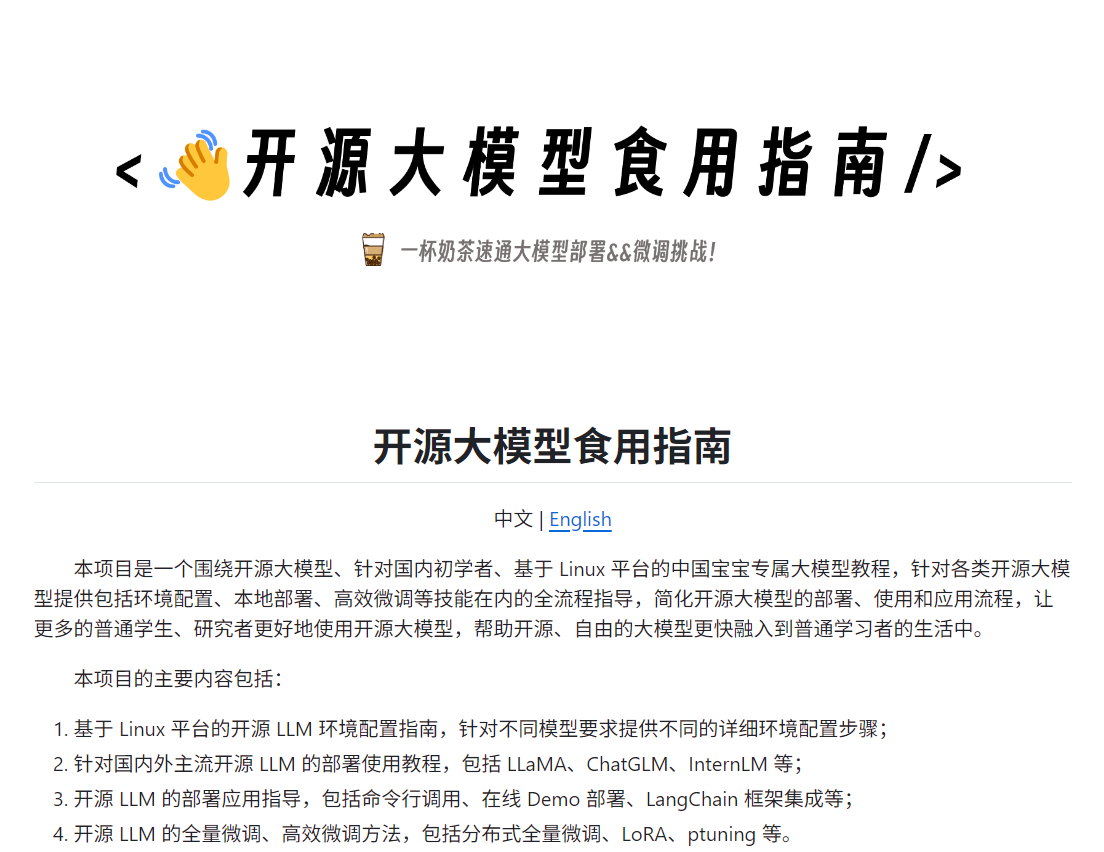 <👋开源大模型食用指南/>
一杯奶茶速通大模型部署&&微调挑战!
开源大模型食用指南
中文 | English
本项目是一个围绕开源大模型、针对国内初学者、基于 Linux 平台的中国宝宝专属大模型教程，针对各类开源大模
型提供包括环境配置、本地部署、高效微调等技能在内的全流程指导，简化开源大模型的部署、使用和应用流程，让
更多的普通学生、研究者更好地使用开源大模型，帮助开源、自由的大模型更快融入到普通学习者的生活中。
本项目的主要内容包括：
1. 基于 Linux 平台的开源 LLM 环境配置指南，针对不同模型要求提供不同的详细环境配置步骤；
2. 针对国内外主流开源 LLM 的部署使用教程，包括 LLaMA、ChatGLM、InternLM 等；
3. 开源 LLM 的部署应用指导，包括命令行调用、在线 Demo 部署、LangChain 框架集成等；
4. 开源 LLM 的全量微调、高效微调方法，包括分布式全量微调、LoRA、ptuning 等。